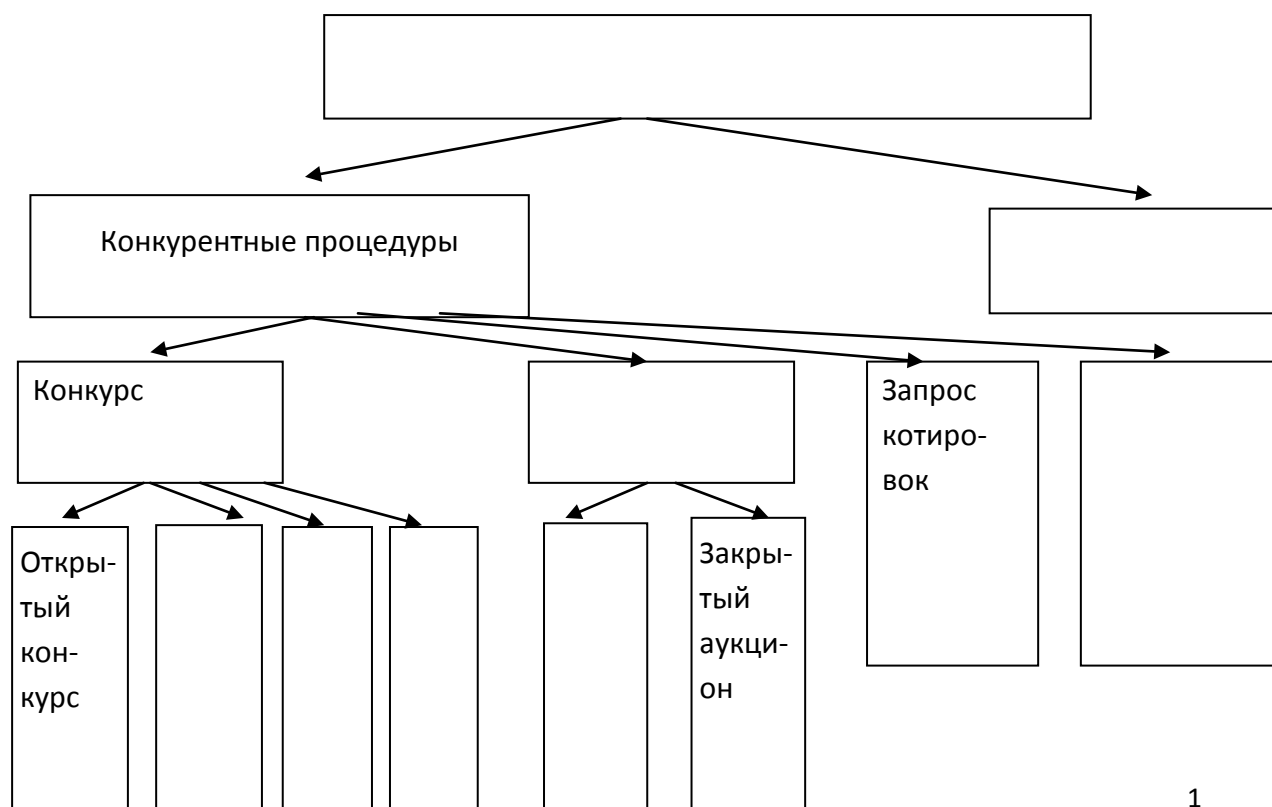 Конкурентные процедуры
Конкурс
Запрос
котиро-
вок
Откры-
тый
кон-
курс
Закры-
тый
аукци-
он
1